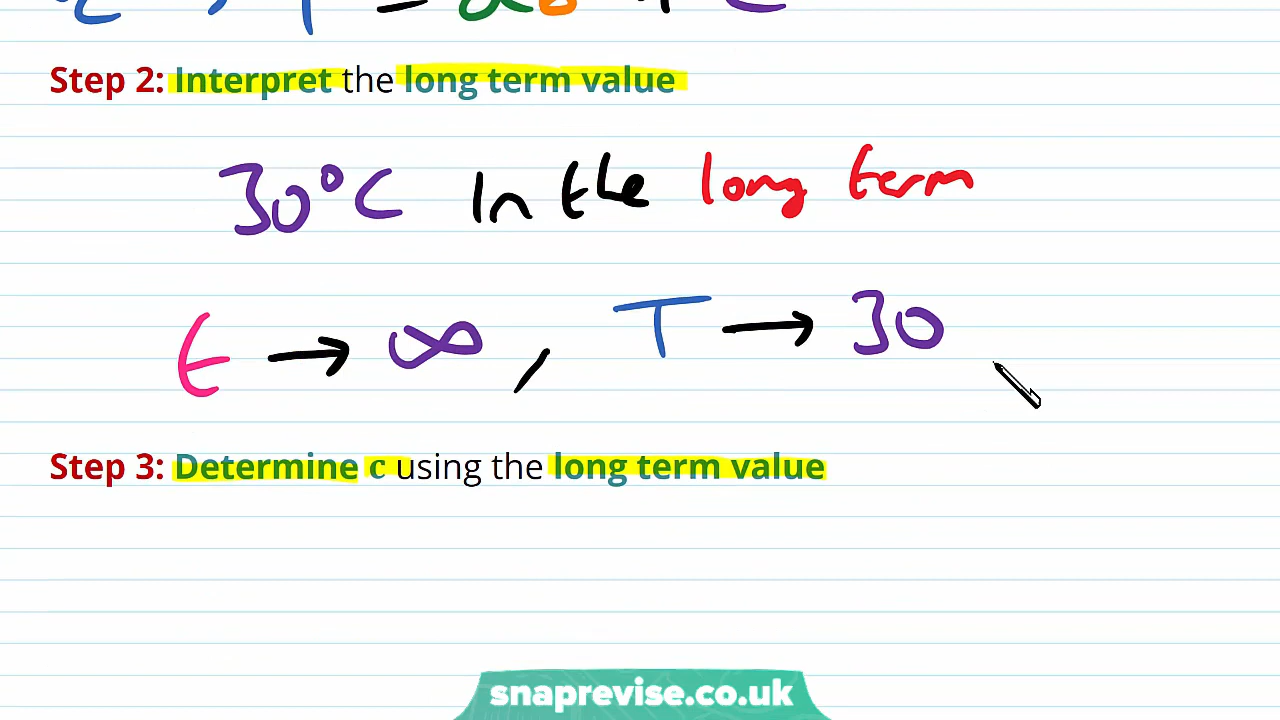 Step 2: Interpret the long term value
30°C In the long term
t → ∞ , T → 30
Step 3: Determine c using the long term value
snaprevise.co.uk